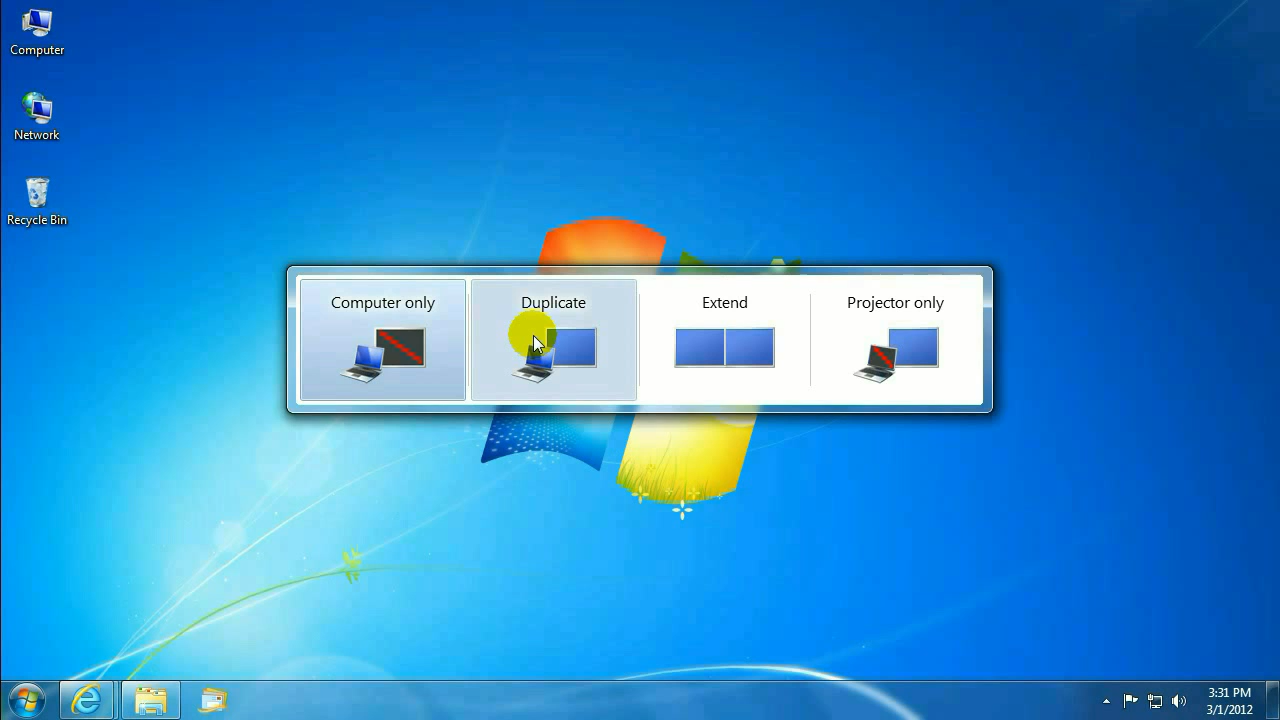 Computer
Network
Recycle Bin
Computer only
Duplicate
Extend
Projector only
3:31 PM
3/1/2012